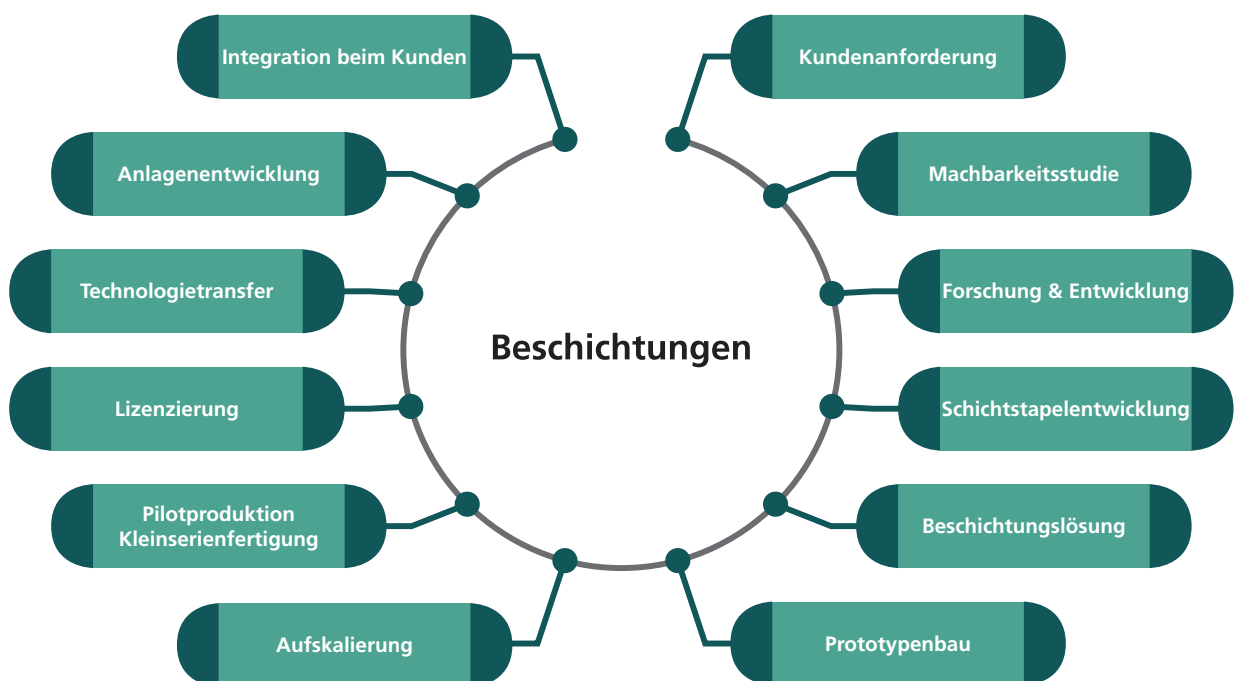 Integration beim Kunden
Kundenanforderung
Anlagenentwicklung
Machbarkeitsstudie
Technologietransfer
Forschung & Entwicklung
Beschichtungen
Lizenzierung
Schichtstapelentwicklung
Pilotproduktion
Kleinserienfertigung
Beschichtungslösung
Aufskalierung
Prototypenbau